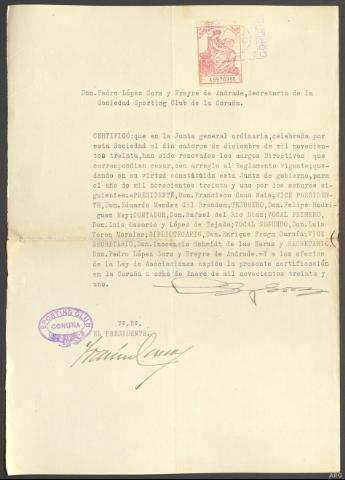 Don.Pedro López Sors y Freyre de Andrade,Secretario de la
Sociedad Sporting Club de la Coruña.
CERTIFICO:que en la Junta general ordinaria, celebrada por
esta Sociedad el dia catorce de diciembre de mil novecien-
tos treinta,han sido renovados los cargos Directivos que
correspondian cesar,con arreglo al Reglamento vigente;que-
dando en su virtud constituida esta Junta de gobierno,para
el año de mil novecientos treinta y uno por los señores si-
guientes:=PRESIDENTE,Don.Francisco Cano Mais;VICE PRESIDEN-
TE,Don.Eduardo Mendez Gil Brandon;TESORERO,Don.Felipe Rodri-
guez Rey;CONTADOR,Don.Rafael del Rio Diaz;VOCAL PRIMERO,
Don.Luis Osesorio y López de Tejada;VOCAL SEGUNDO,Don.Luis
Morales;BIBLIOTECARIO,Don.Enrique Fraga García;VICE
SECRETARIO,Don.Inocencio Schmidt de las Heras y SECRETARIO
Don.Pedro López Sors y Freyre de Andrade.=Y a los efectos
de la Ley de Asociaciones expido la presente certificación
en la Coruña a ocho de Enero de mil novecientos treinta y
uno.
Vº.Bº.
EL PRESIDENTE.
SPORTING CLUB
CORUÑA
ARG